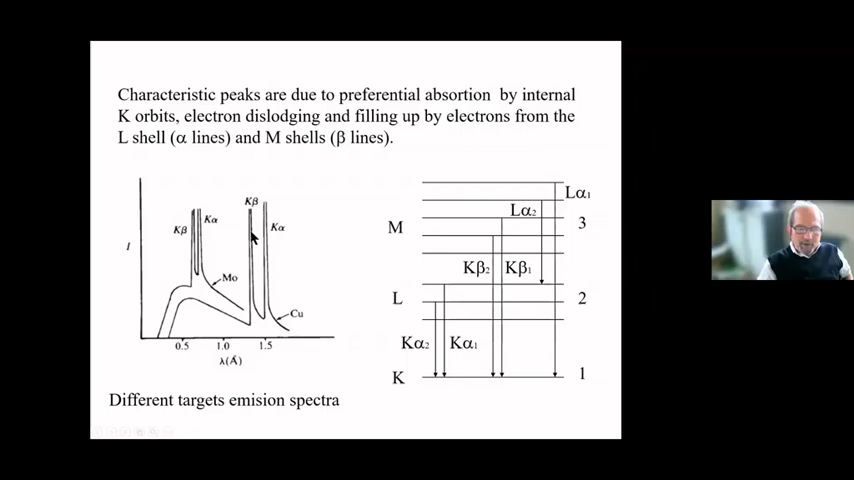 Characteristic peaks are due to preferential absortion by internal
K orbits, electron dislodging and filling up by electrons from the
L shell (α lines) and M shells (β lines).
Kβ
Kα
Kβ
Kα
I
Mo
Cu
0.5
1.0
1.5
λ(Å)
Lα1
Lα2
M
3
Kβ2
Kβ1
L
2
Kα2
Kα1
K
1
Different targets emision spectra